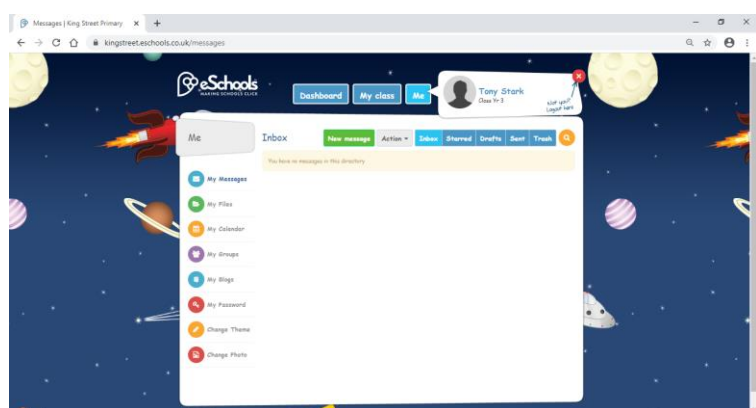 Messages | King Street Primary
kingstreet.eschools.co.uk/messages
eSchools
MAKING SCHOOLS CLICK
Dashboard My class Me
Tony Stark
Class Yr 3
Not you?
Logout here
Me
Inbox New message Action Inbox Starred Drafts Sent Trash
You have no messages in this directory
My Messages
My Files
My Calendar
My Groups
My Blogs
My Password
Change Theme
Change Photo